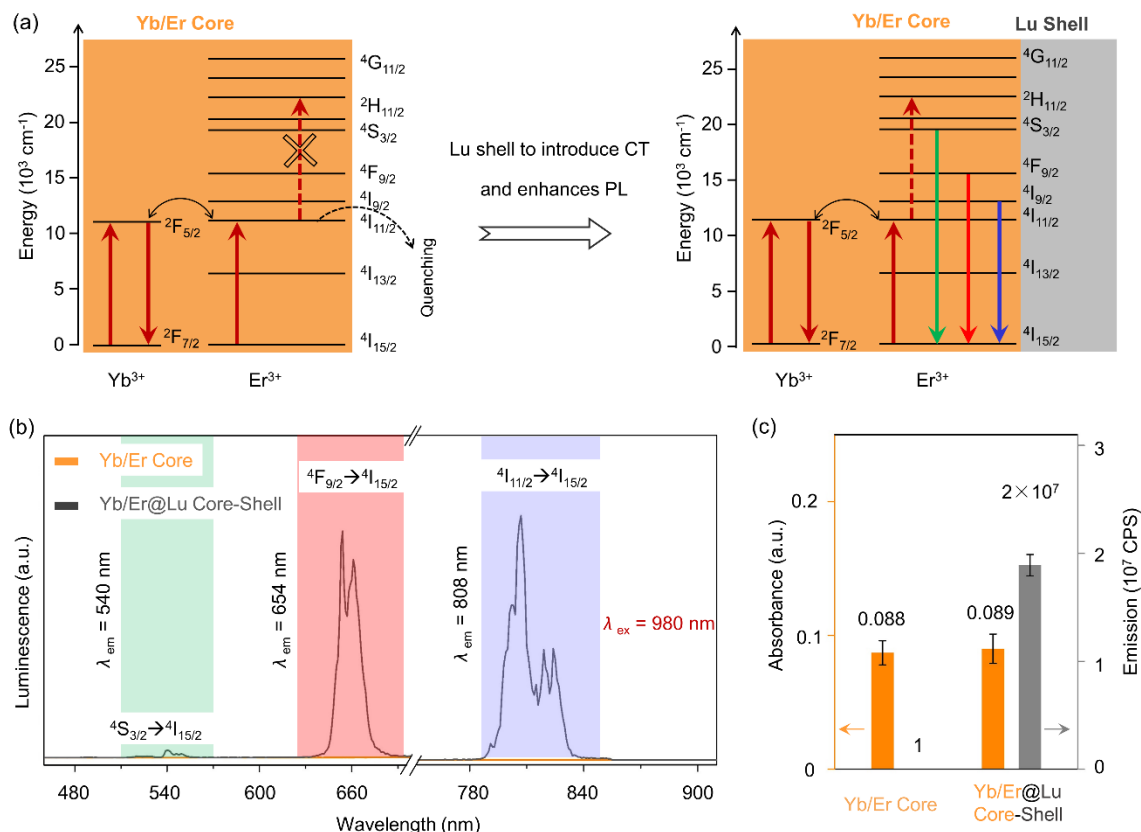 (a)
Yb/Er Core
Energy (10³ cm⁻¹)
25
20
15
10
5
0
⁴G₁₁/₂
²H₁₁/₂
⁴S₃/₂
⁴F₉/₂
⁴I₉/₂
⁴I₁₁/₂
⁴I₁₃/₂
⁴I₁₅/₂
²F₅/₂
²F₇/₂
Quenching
Yb³⁺
Er³⁺
Lu shell to introduce CT
and enhances PL
Yb/Er Core
Lu Shell
Energy (10³ cm⁻¹)
25
20
15
10
5
0
⁴G₁₁/₂
²H₁₁/₂
⁴S₃/₂
⁴F₉/₂
⁴I₉/₂
⁴I₁₁/₂
⁴I₁₃/₂
⁴I₁₅/₂
²F₅/₂
²F₇/₂
Yb³⁺
Er³⁺
(b)
Yb/Er Core
Yb/Er@Lu Core-Shell
⁴F₉/₂→⁴I₁₅/₂
⁴I₁₁/₂→⁴I₁₅/₂
⁴S₃/₂→⁴I₁₅/₂
λ em = 540 nm
λ em = 654 nm
λ em = 808 nm
λ ex = 980 nm
Luminescence (a.u.)
480
540
600
660
780
840
900
Wavelength (nm)
(c)
Absorbance (a.u.)
0.2
0.1
0
0.088
1
0.089
2×10⁷
3
2
1
0
Emission (10⁷ CPS)
Yb/Er Core
Yb/Er@Lu
Core-Shell